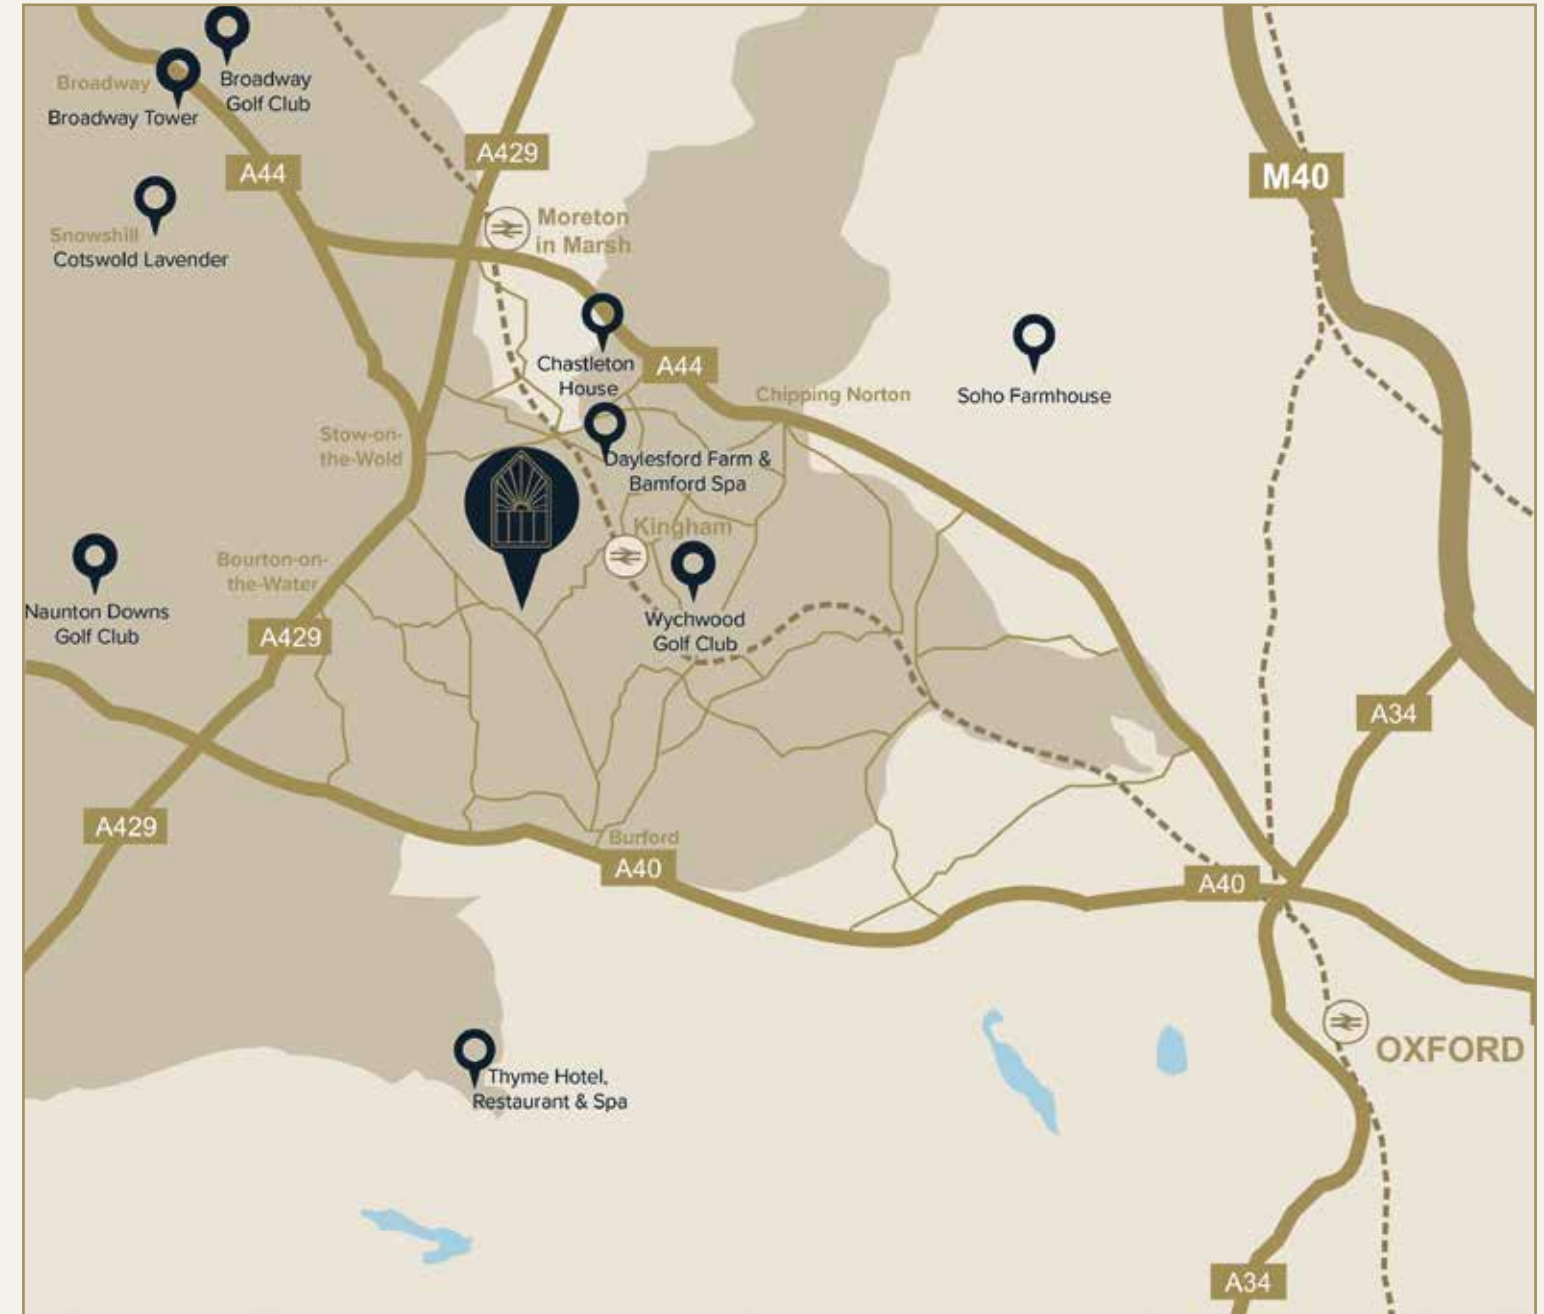 Broadway
Golf Club
Broadway
Broadway Tower
A429
A44
M40
Snowshill
Cotswold Lavender
Moreton
in Marsh
Chastleton
House
A44
Chipping Norton
Soho Farmhouse
Stow-on-
the-Wold
Daylesford Farm &
Bamford Spa
Kingham
Bourton-on-
the-Water
Naunton Downs
Golf Club
A429
Wychwood
Golf Club
A34
A429
Burford
A40
A40
OXFORD
Thyme Hotel,
Restaurant & Spa
A34